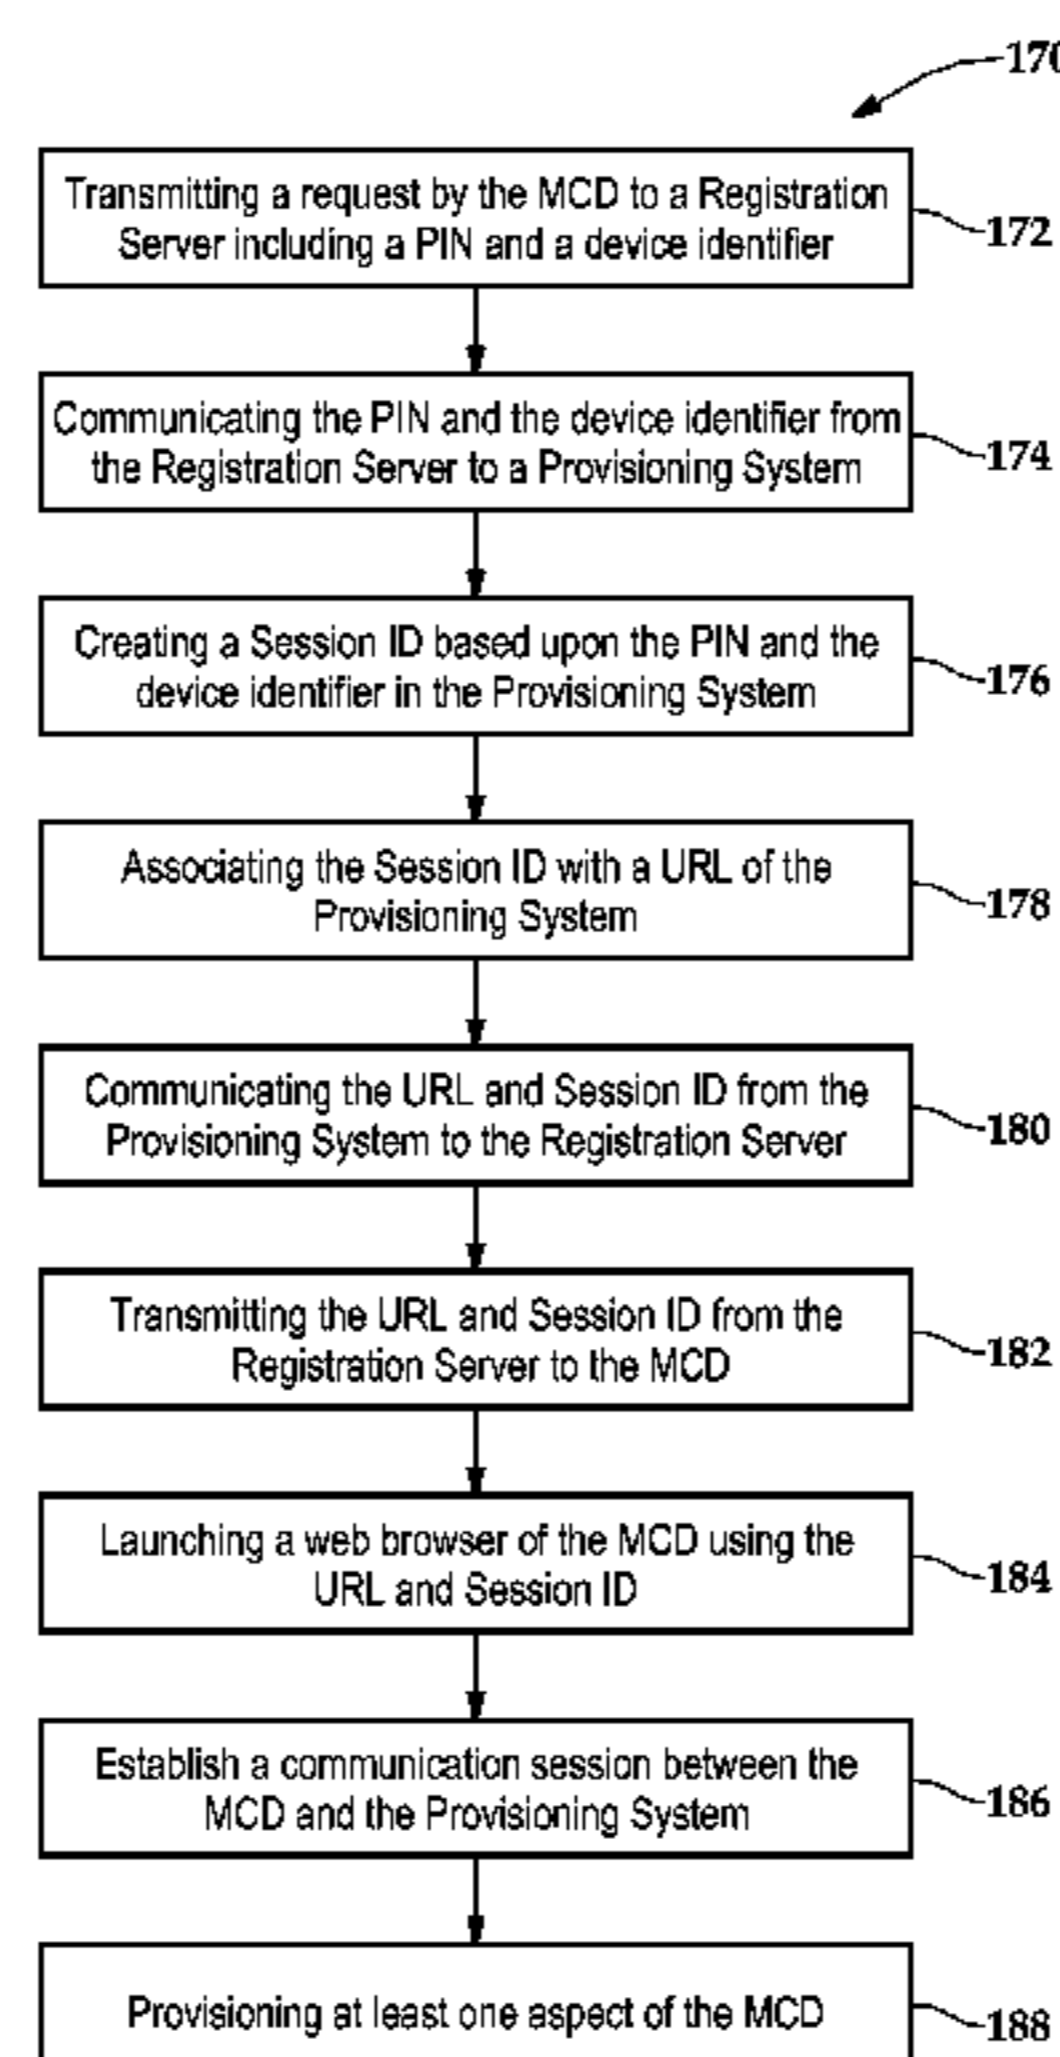 170
Transmitting a request by the MCD to a Registration
Server including a PIN and a device identifier
172
Communicating the PIN and the device identifier from
the Registration Server to a Provisioning System
174
Creating a Session ID based upon the PIN and the
device identifier in the Provisioning System
176
Associating the Session ID with a URL of the
Provisioning System
178
Communicating the URL and Session ID from the
Provisioning System to the Registration Server
180
Transmitting the URL and Session ID from the
Registration Server to the MCD
182
Launching a web browser of the MCD using the
URL and Session ID
184
Establish a communication session between the
MCD and the Provisioning System
186
Provisioning at least one aspect of the MCD
188